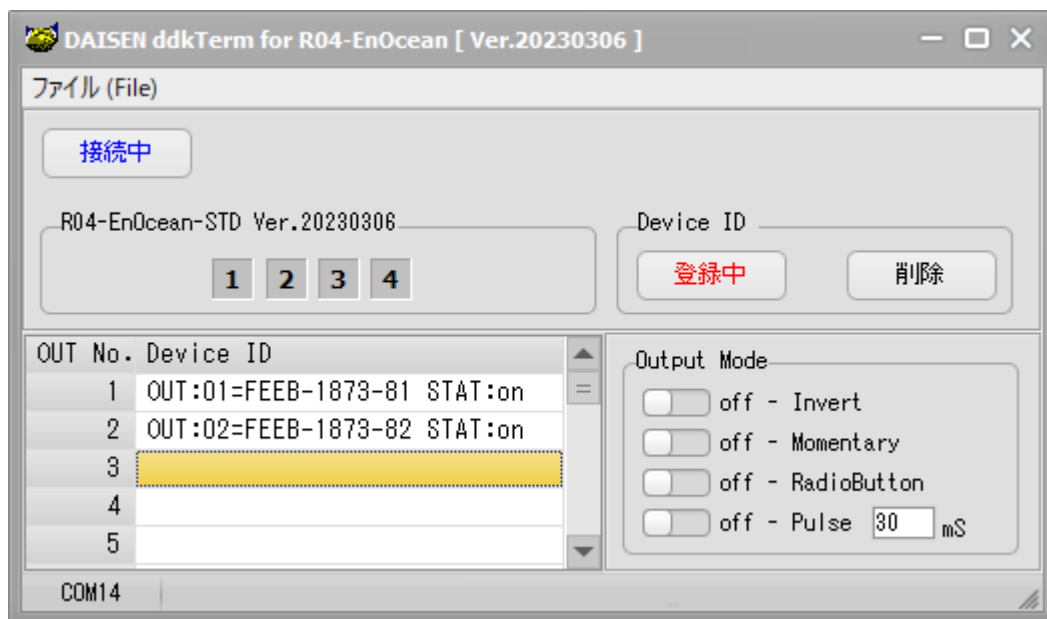 DAISEN ddkTerm for R04-EnOcean [ Ver.20230306 ]
ファイル (File)
接続中
R04-EnOcean-STD Ver.20230306
1 2 3 4
Device ID
登録中 削除
OUT No. Device ID
1 OUT:01=FEEB-1873-81 STAT:on
2 OUT:02=FEEB-1873-82 STAT:on
3
4
5
Output Mode
off - Invert
off - Momentary
off - RadioButton
off - Pulse 30 mS
COM14